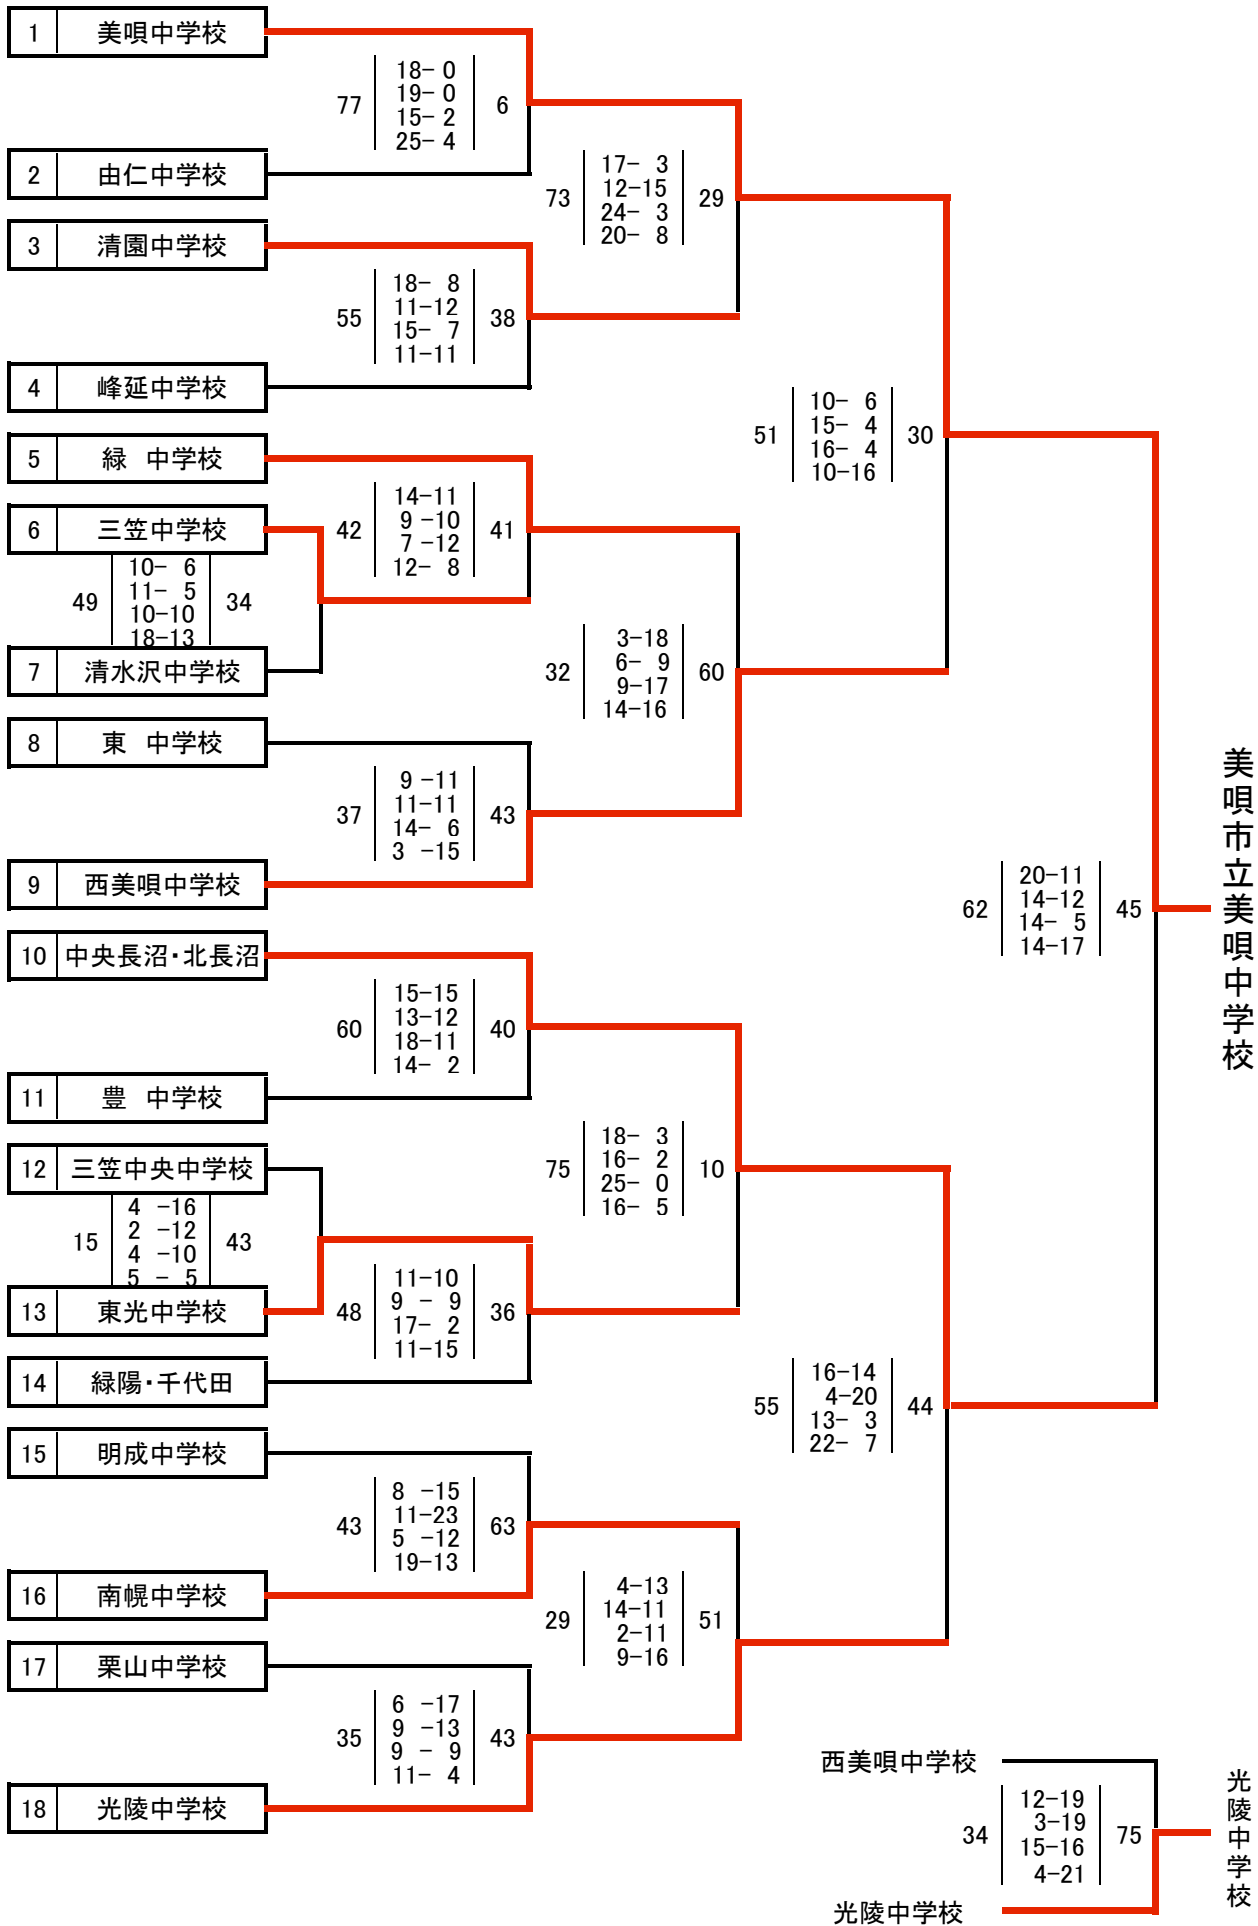 1 美唄中学校
77 18- 0 6
19- 0
15- 2
25- 4
2 由仁中学校
73 17- 3 29
12-15
24- 3
20- 8
3 清園中学校
55 18- 8 38
11-12
15- 7
11-11
4 峰延中学校
51 10- 6 30
15- 4
16- 4
10-16
5 緑 中学校
42 14-11 41
9 -10
7 -12
12- 8
6 三笠中学校
49 10- 6 34
11- 5
10-10
18-13
7 清水沢中学校
32 3-18 60
6- 9
9-17
14-16
8 東 中学校
37 9 -11 43
11-11
14- 6
3 -15
9 西美唄中学校
62 20-11 45
14-12
14- 5
14-17
美唄市立美唄中学校
10 中央長沼・北長沼
60 15-15 40
13-12
18-11
14- 2
11 豊 中学校
75 18- 3 10
16- 2
25- 0
16- 5
12 三笠中央中学校
15 4 -16 43
2 -12
4 -10
5 - 5
13 東光中学校
48 11-10 36
9 - 9
17- 2
11-15
14 緑陽・千代田
55 16-14 44
4-20
13- 3
22- 7
15 明成中学校
43 8 -15 63
11-23
5 -12
19-13
16 南幌中学校
29 4-13 51
14-11
2-11
9-16
17 栗山中学校
35 6 -17 43
9 -13
9 - 9
11- 4
18 光陵中学校
西美唄中学校
34 12-19 75
3-19
15-16
4-21
光陵中学校
光陵中学校